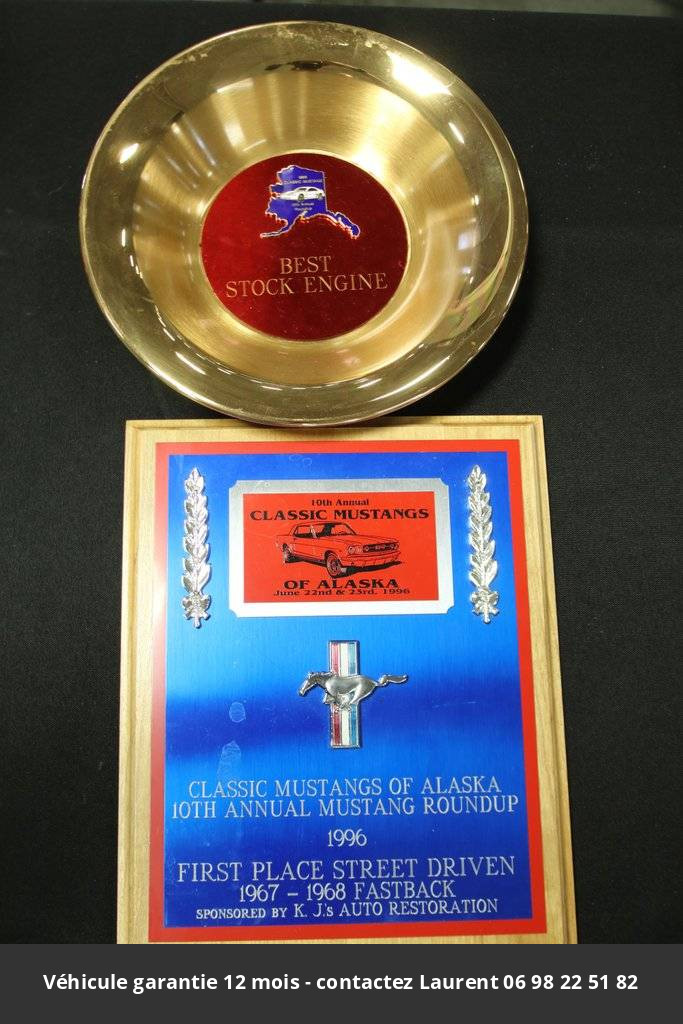 BEST
STOCK ENGINE
10th Annual
CLASSIC MUSTANGS
OF ALASKA
June 22nd & 23rd, 1996
CLASSIC MUSTANGS OF ALASKA
10TH ANNUAL MUSTANG ROUNDUP
1996
FIRST PLACE STREET DRIVEN
1967 – 1968 FASTBACK
SPONSORED BY K. J.'s AUTO RESTORATION
Véhicule garantie 12 mois - contactez Laurent 06 98 22 51 82